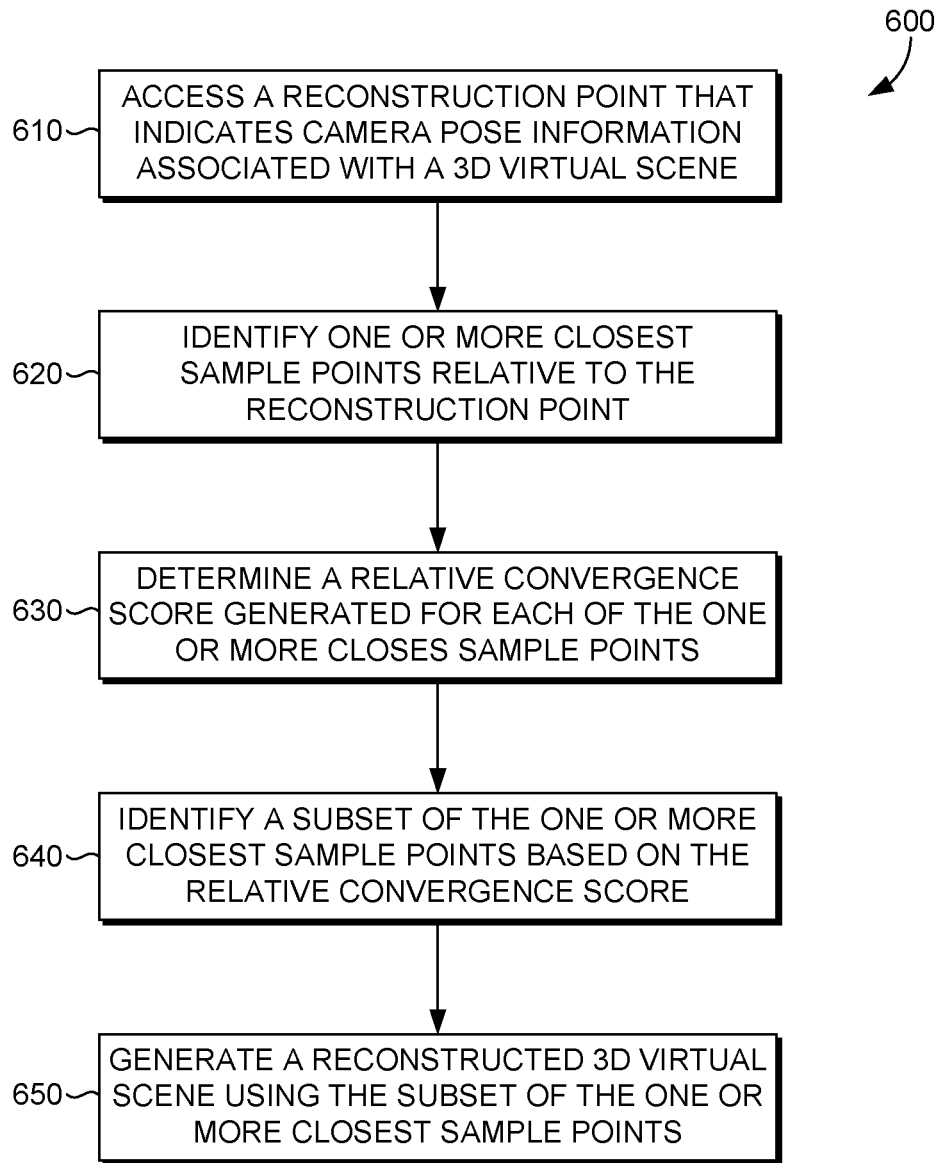 600
610
ACCESS A RECONSTRUCTION POINT THAT
INDICATES CAMERA POSE INFORMATION
ASSOCIATED WITH A 3D VIRTUAL SCENE
620
IDENTIFY ONE OR MORE CLOSEST
SAMPLE POINTS RELATIVE TO THE
RECONSTRUCTION POINT
630
DETERMINE A RELATIVE CONVERGENCE
SCORE GENERATED FOR EACH OF THE ONE
OR MORE CLOSES SAMPLE POINTS
640
IDENTIFY A SUBSET OF THE ONE OR MORE
CLOSEST SAMPLE POINTS BASED ON THE
RELATIVE CONVERGENCE SCORE
650
GENERATE A RECONSTRUCTED 3D VIRTUAL
SCENE USING THE SUBSET OF THE ONE OR
MORE CLOSEST SAMPLE POINTS